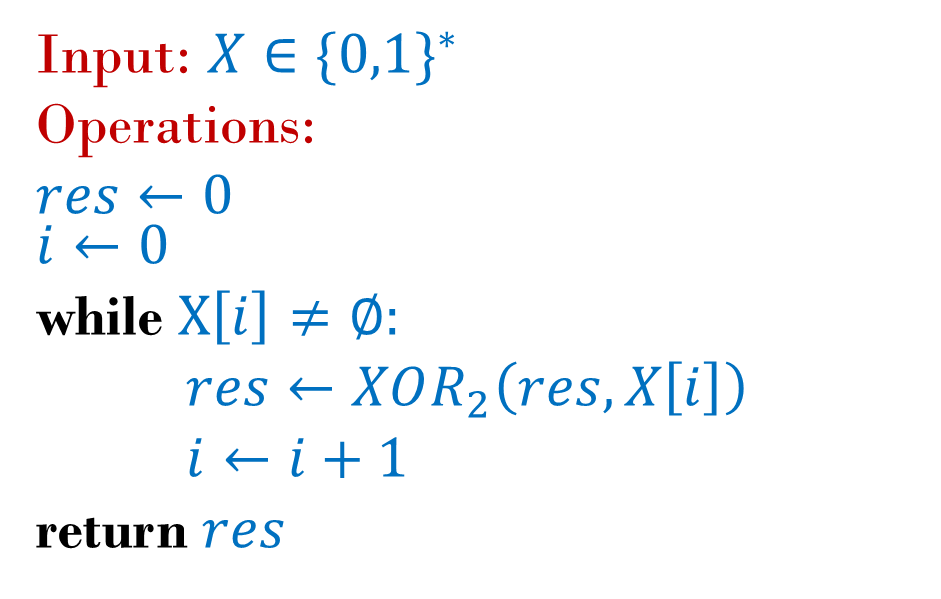 Input: X ∈ {0,1}*
Operations:
res ← 0
i ← 0
while X[i] ≠ ∅:
res ← XOR₂(res, X[i])
i ← i + 1
return res